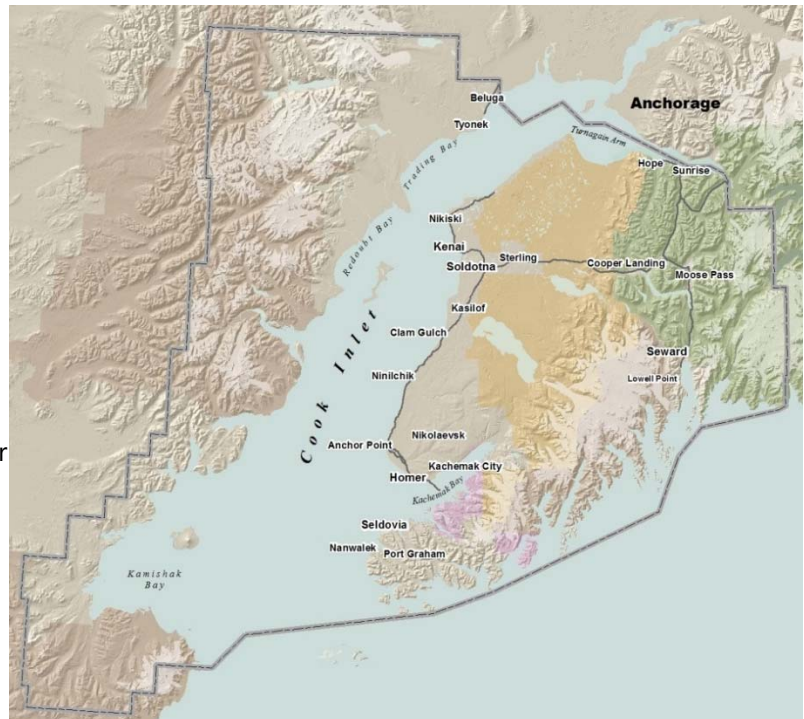 Beluga
Anchorage
Tyonek
Turnagain Arm
Trading Bay
Hope
Sunrise
Nikiski
Redoubt Bay
Kenai
Sterling
Soldotna
Cooper Landing
Moose Pass
Kasilof
Clam Gulch
Cook Inlet
Seward
Ninilchik
Lowell Point
Nikolaevsk
Anchor Point
r
Kachemak City
Homer
Kachemak Bay
Seldovia
Nanwalek
Port Graham
Kamishak
Bay